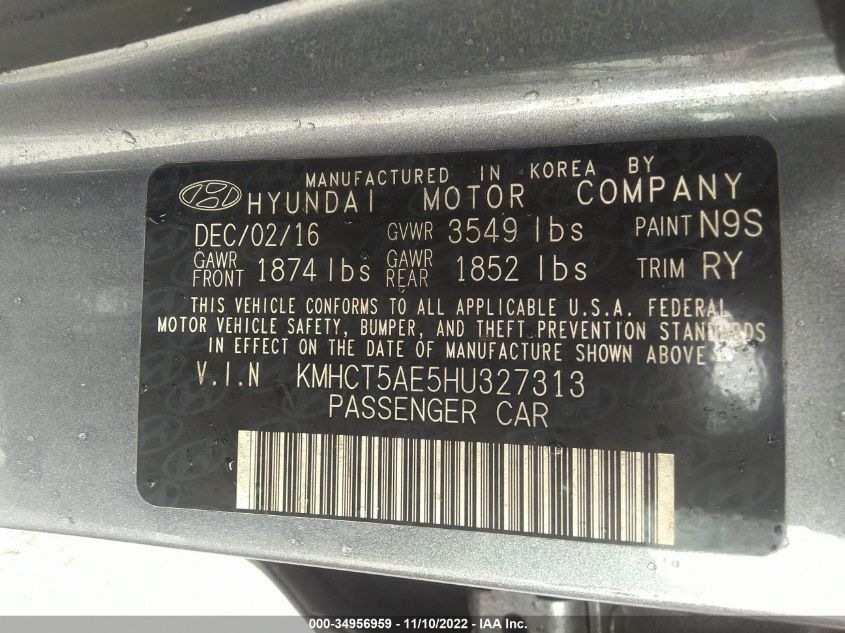 MANUFACTURED IN KOREA BY
HYUNDAI MOTOR COMPANY
DEC/02/16 GVWR 3549 lbs PAINT N9S
GAWR FRONT 1874 lbs GAWR REAR 1852 lbs TRIM RY
THIS VEHICLE CONFORMS TO ALL APPLICABLE U.S.A. FEDERAL
MOTOR VEHICLE SAFETY, BUMPER, AND THEFT PREVENTION STANDARDS
IN EFFECT ON THE DATE OF MANUFACTURE SHOWN ABOVE
V.I.N KMHCT5AE5HU327313
PASSENGER CAR
000-34956959 - 11/10/2022 - IAA Inc.